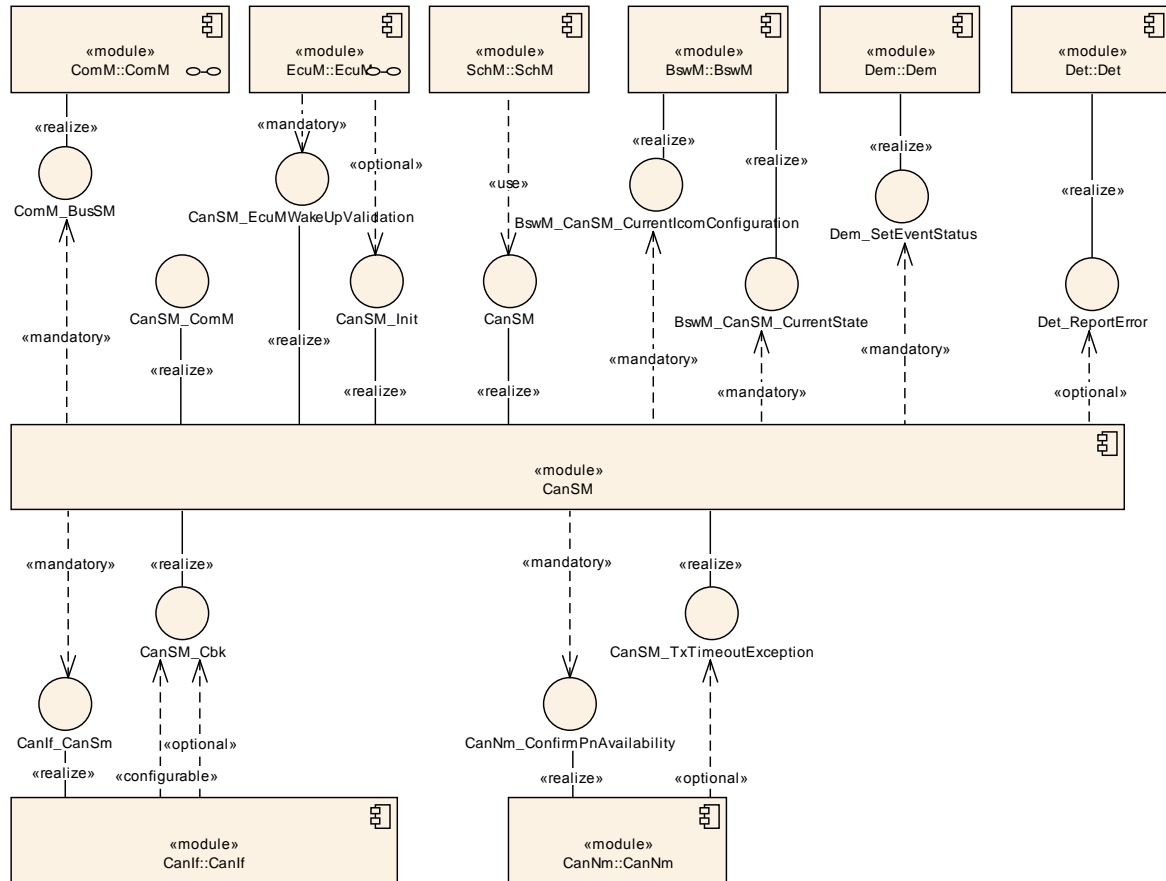 «module»
ComM::ComM
«module»
EcuM::EcuM
«module»
SchM::SchM
«module»
BswM::BswM
«module»
Dem::Dem
«module»
Det::Det
«realize»
«mandatory»
«optional»
«realize»
«realize»
«realize»
«realize»
«use»
ComM_BusSM
CanSM_EcuMWakeUpValidation
BswM_CanSM_CurrentIcomConfiguration
Dem_SetEventStatus
CanSM_ComM
CanSM_Init
CanSM
BswM_CanSM_CurrentState
Det_ReportError
«mandatory»
«realize»
«mandatory»
«mandatory»
«realize»
«realize»
«realize»
«mandatory»
«optional»
«module»
CanSM
«mandatory»
«realize»
«mandatory»
«realize»
CanSM_Cbk
CanSM_TxTimeoutException
CanIf_CanSm
«optional»
CanNm_ConfirmPnAvailability
«realize»
«configurable»
«realize»
«optional»
«module»
CanIf::CanIf
«module»
CanNm::CanNm